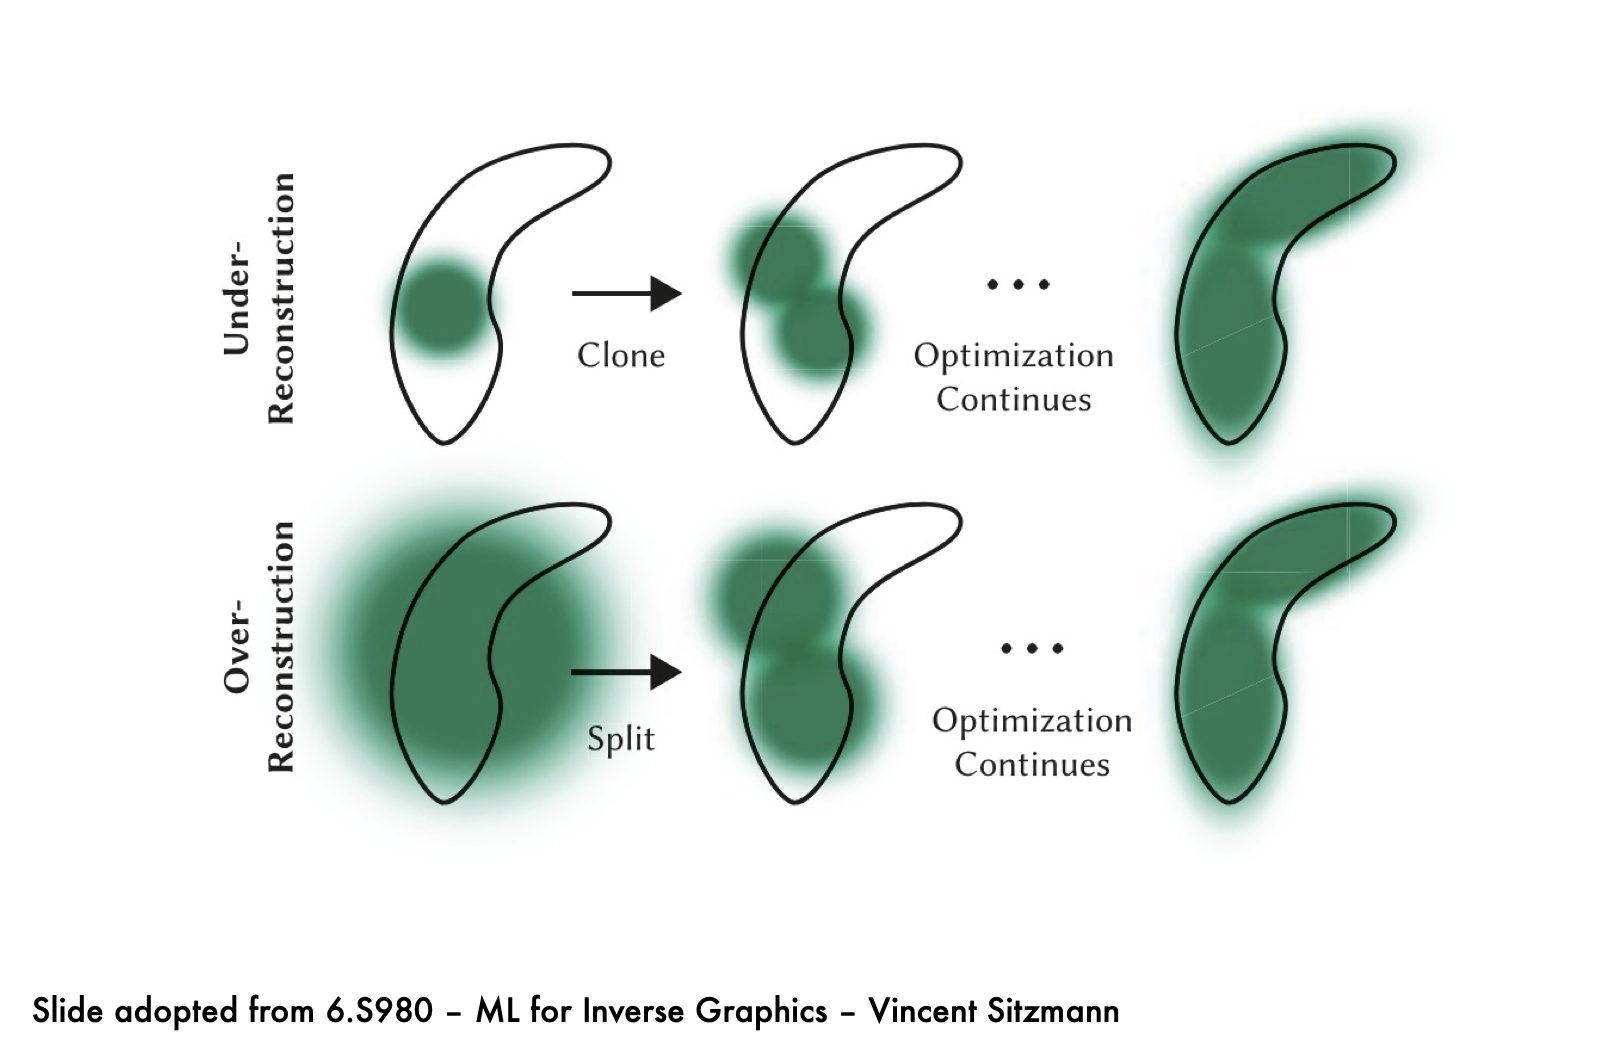 Under-
Reconstruction
Clone
Optimization
Continues
Over-
Reconstruction
Split
Optimization
Continues
Slide adopted from 6.S980 – ML for Inverse Graphics – Vincent Sitzmann